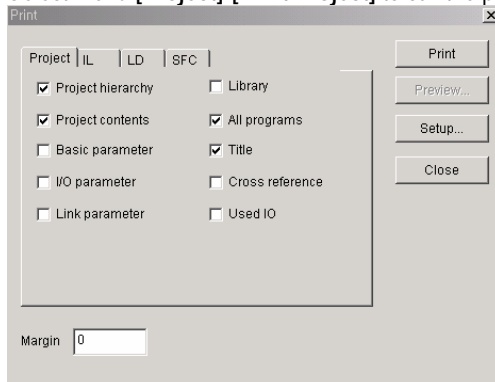 Print
Project IL LD SFC
Print
Project hierarchy
Library
Preview...
Project contents
All programs
Setup...
Basic parameter
Title
Close
I/O parameter
Cross reference
Link parameter
Used IO
Margin 0